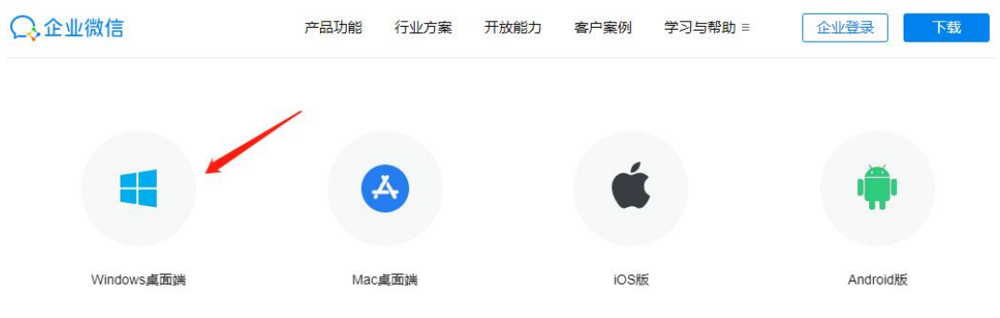 企业微信 产品功能 行业方案 开放能力 客户案例 学习与帮助 ≡ 企业登录 下载
Windows桌面端 Mac桌面端 iOS版 Android版